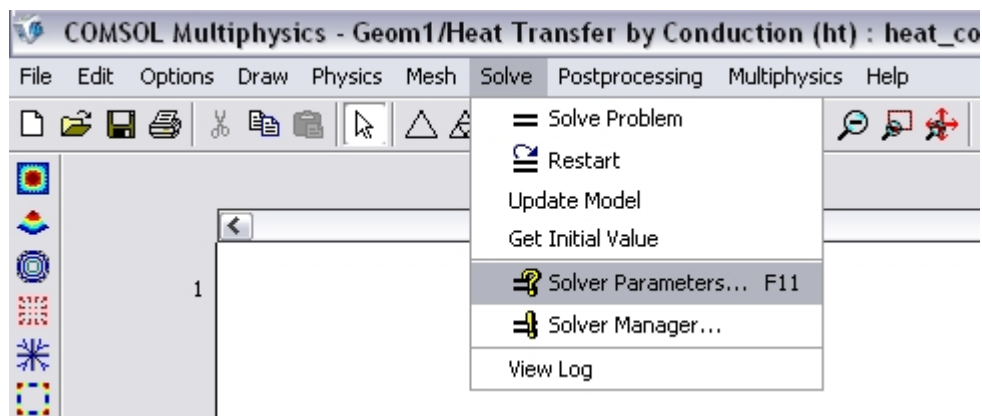 COMSOL Multiphysics - Geom1/Heat Transfer by Conduction (ht) : heat_co
File Edit Options Draw Physics Mesh Solve Postprocessing Multiphysics Help
Solve Problem
Restart
Update Model
Get Initial Value
1
Solver Parameters... F11
Solver Manager...
View Log